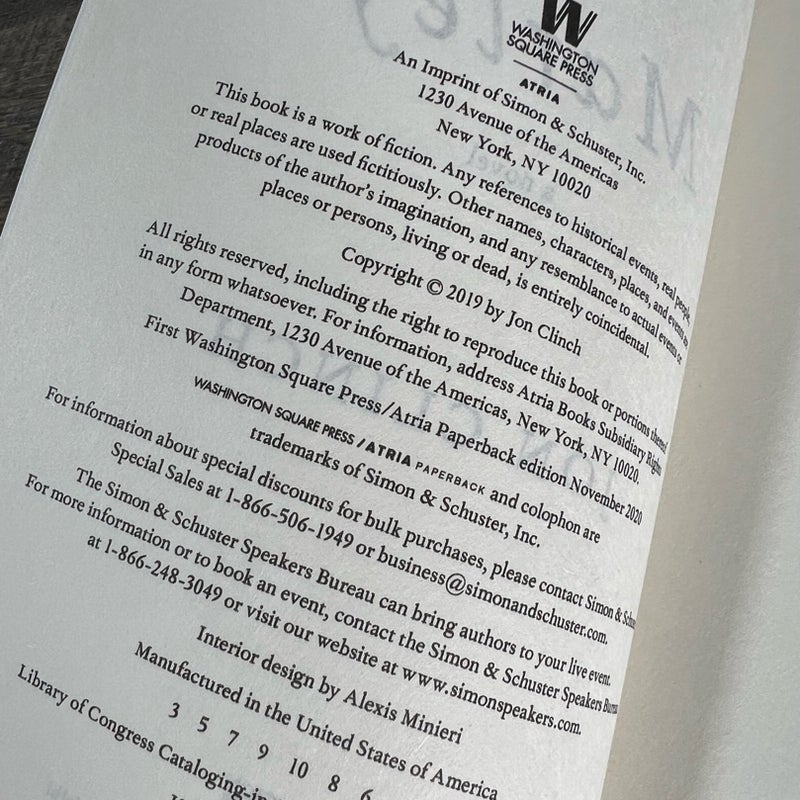 W
WASHINGTON
SQUARE PRESS
ATRIA
An Imprint of Simon & Schuster, Inc.
1230 Avenue of the Americas
New York, NY 10020
This book is a work of fiction. Any references to historical events, real people,
or real places are used fictitiously. Other names, characters, places, and events are
products of the author's imagination, and any resemblance to actual events or
places or persons, living or dead, is entirely coincidental.
Copyright © 2019 by Jon Clinch
All rights reserved, including the right to reproduce this book or portions thereof
in any form whatsoever. For information, address Atria Books Subsidiary Rights
Department, 1230 Avenue of the Americas, New York, NY 10020.
First Washington Square Press/Atria Paperback edition November 2020
WASHINGTON SQUARE PRESS / ATRIA PAPERBACK and colophon are
trademarks of Simon & Schuster, Inc.
For information about special discounts for bulk purchases, please contact Simon &
Special Sales at 1-866-506-1949 or business@simonandschuster.com.
The Simon & Schuster Speakers Bureau can bring authors to your live event.
For more information or to book an event, contact the Simon & Schuster Speakers
at 1-866-248-3049 or visit our website at www.simonspeakers.com.
Interior design by Alexis Minieri
Manufactured in the United States of America
3 5 7 9 10 8 6
Library of Congress Cataloging-in